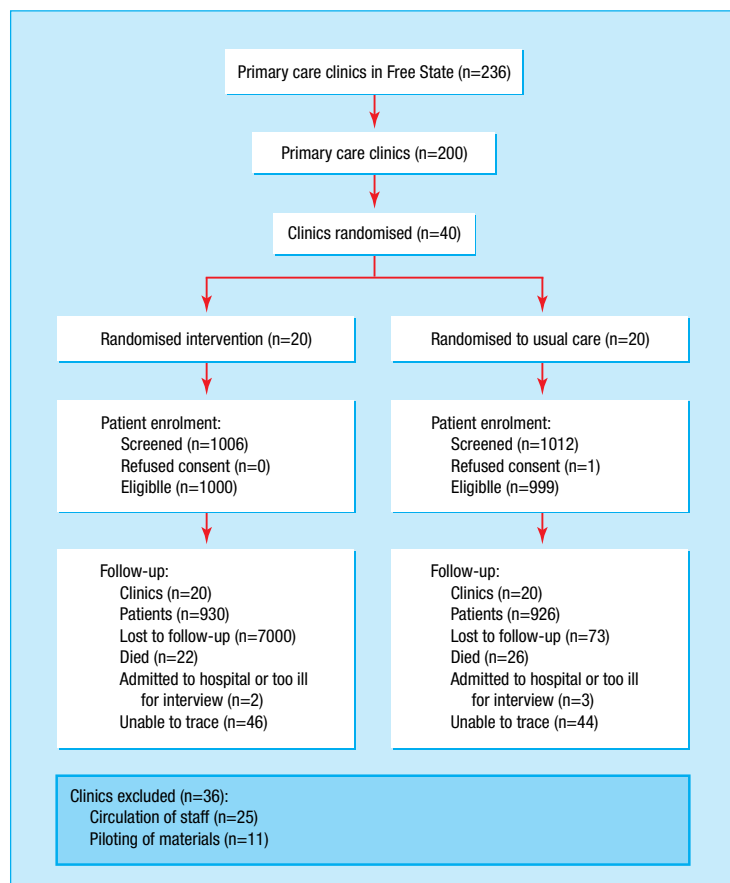 Primary care clinics in Free State (n=236)
Primary care clinics (n=200)
Clinics randomised (n=40)
Randomised intervention (n=20)
Randomised to usual care (n=20)
Patient enrolment:
Screened (n=1006)
Refused consent (n=0)
Eligiblle (n=1000)
Patient enrolment:
Screened (n=1012)
Refused consent (n=1)
Eligiblle (n=999)
Follow-up:
Clinics (n=20)
Patients (n=930)
Lost to follow-up (n=7000)
Died (n=22)
Admitted to hospital or too ill
for interview (n=2)
Unable to trace (n=46)
Follow-up:
Clinics (n=20)
Patients (n=926)
Lost to follow-up (n=73)
Died (n=26)
Admitted to hospital or too ill
for interview (n=3)
Unable to trace (n=44)
Clinics excluded (n=36):
Circulation of staff (n=25)
Piloting of materials (n=11)